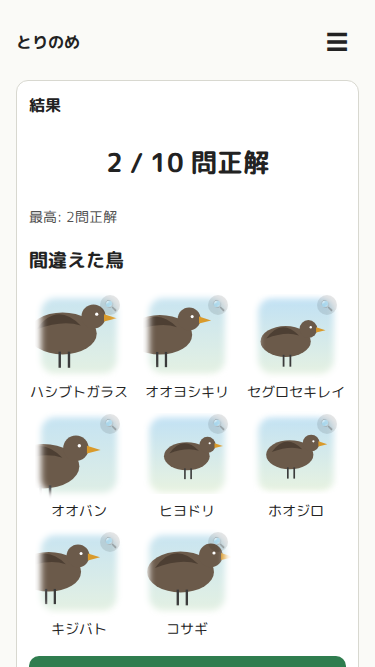 とりのめ
結果
2 / 10 問正解
最高: 2問正解
間違えた鳥
ハシブトガラス オオヨシキリ セグロセキレイ
オオバン ヒヨドリ ホオジロ
キジバト コサギ